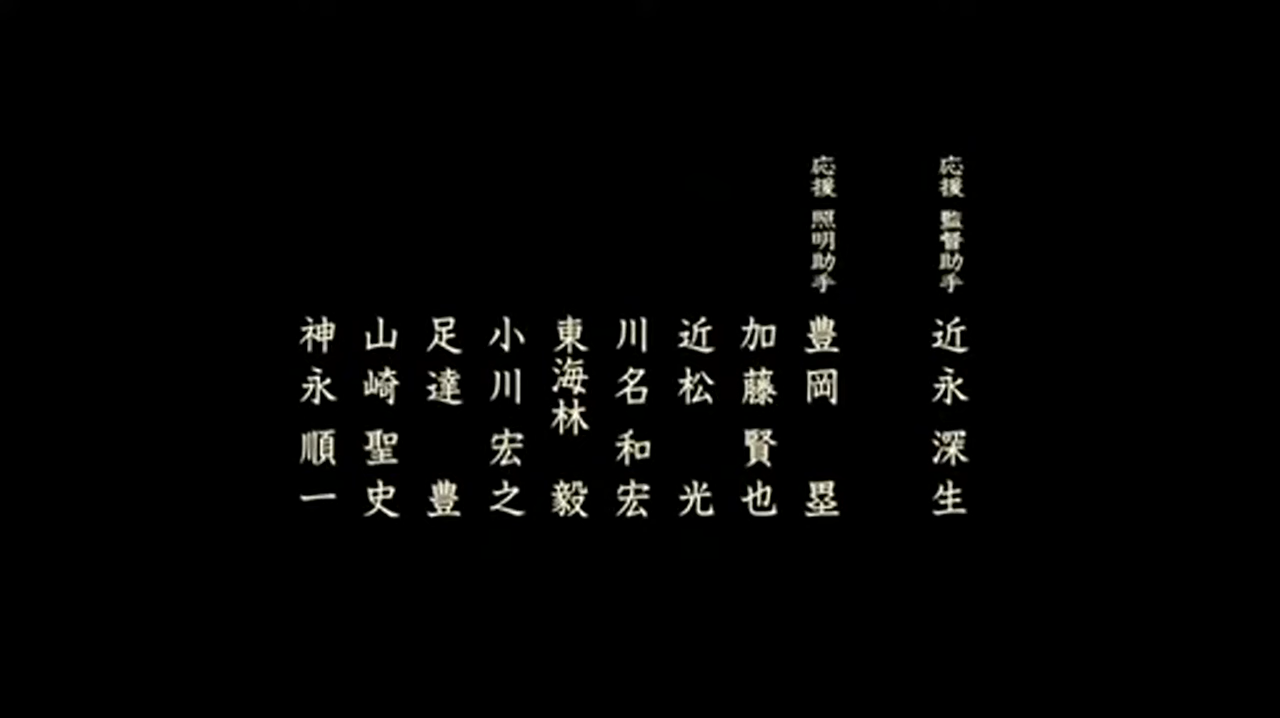 応援 監督助手
近永深生
応援 照明助手
豊岡 塁
加藤賢也
近松 光
川名和宏
東海林 毅
小川宏之
足達 豊
山崎聖史
神永順一